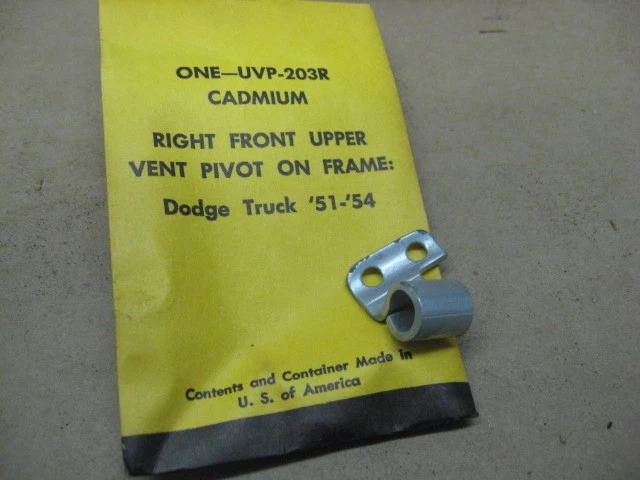 ONE—UVP-203R
CADMIUM
RIGHT FRONT UPPER
VENT PIVOT ON FRAME:
Dodge Truck '51-'54
Contents and Container Made in
U. S. of America